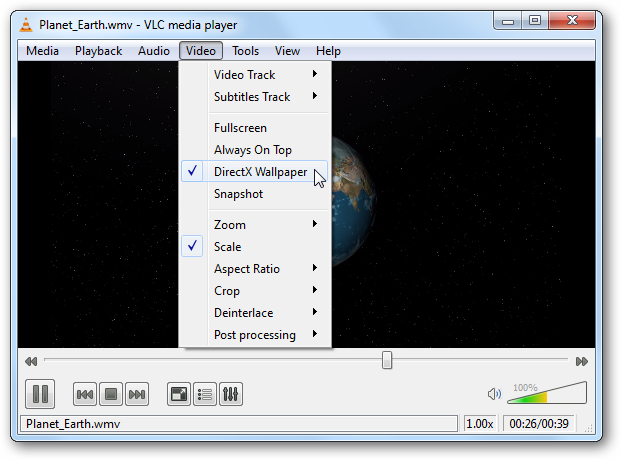 Planet_Earth.wmv - VLC media player
Media Playback Audio Video Tools View Help
Video Track
Subtitles Track
Fullscreen
Always On Top
DirectX Wallpaper
Snapshot
Zoom
Scale
Aspect Ratio
Crop
Deinterlace
Post processing
100%
Planet_Earth.wmv 1.00x 00:26/00:39